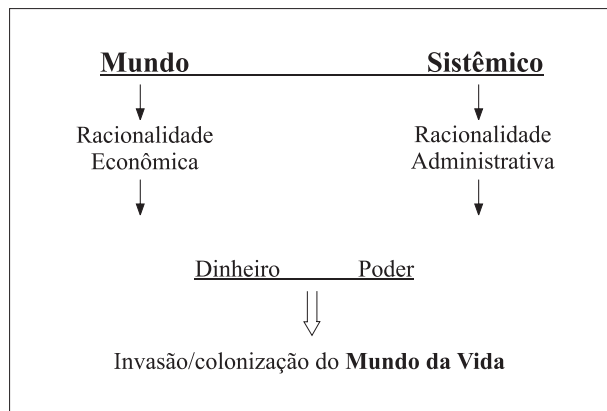 Mundo Sistêmico
Racionalidade Racionalidade
Econômica Administrativa
Dinheiro Poder
Invasão/colonização do Mundo da Vida